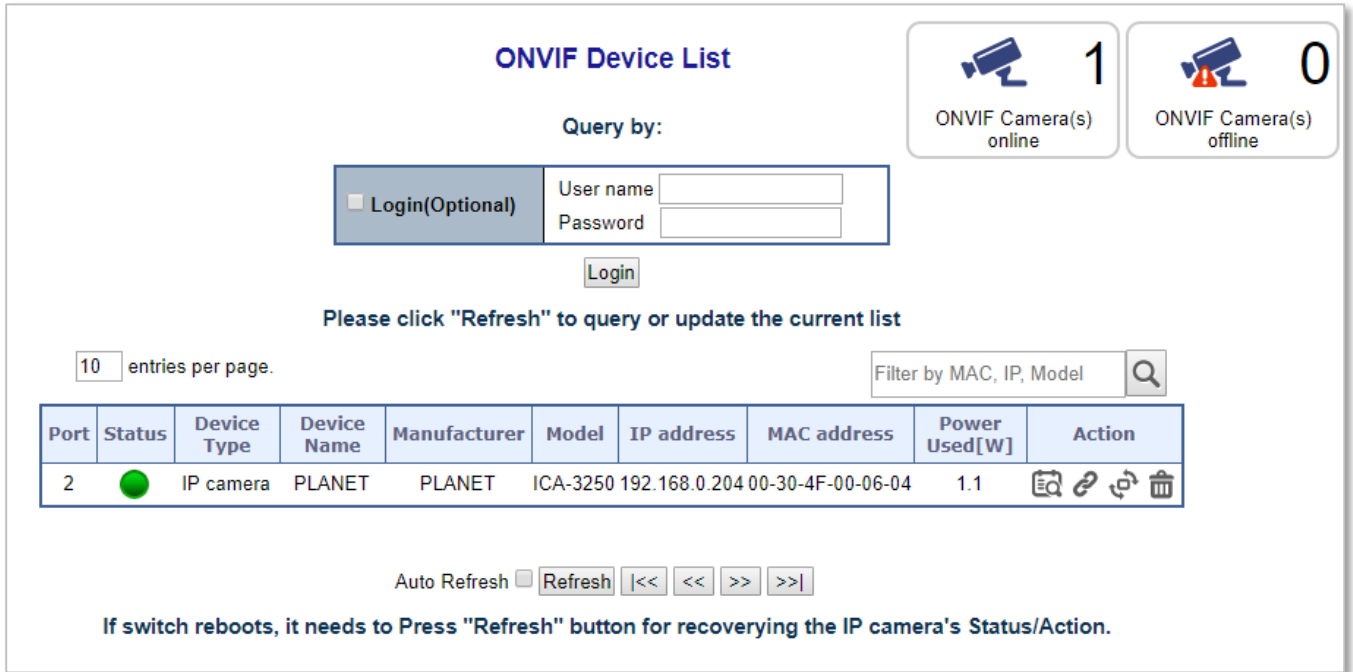 ONVIF Device List
1
ONVIF Camera(s)
online
0
ONVIF Camera(s)
offline
Query by:
Login(Optional)
User name
Password
Login
Please click "Refresh" to query or update the current list
10 entries per page.
Filter by MAC, IP, Model
Port Status Device Type Device Name Manufacturer Model IP address MAC address Power Used[W] Action
2 IP camera PLANET PLANET ICA-3250 192.168.0.204 00-30-4F-00-06-04 1.1
Auto Refresh Refresh |<< << >> >>|
If switch reboots, it needs to Press "Refresh" button for recoverying the IP camera's Status/Action.